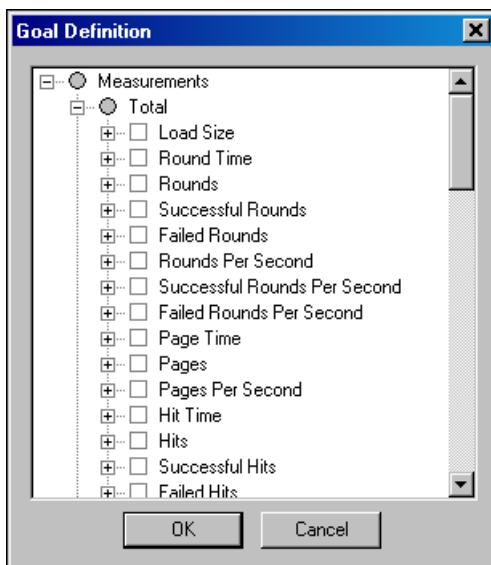 Goal Definition
Measurements
Total
Load Size
Round Time
Rounds
Successful Rounds
Failed Rounds
Rounds Per Second
Successful Rounds Per Second
Failed Rounds Per Second
Page Time
Pages
Pages Per Second
Hit Time
Hits
Successful Hits
Failed Hits
OK Cancel